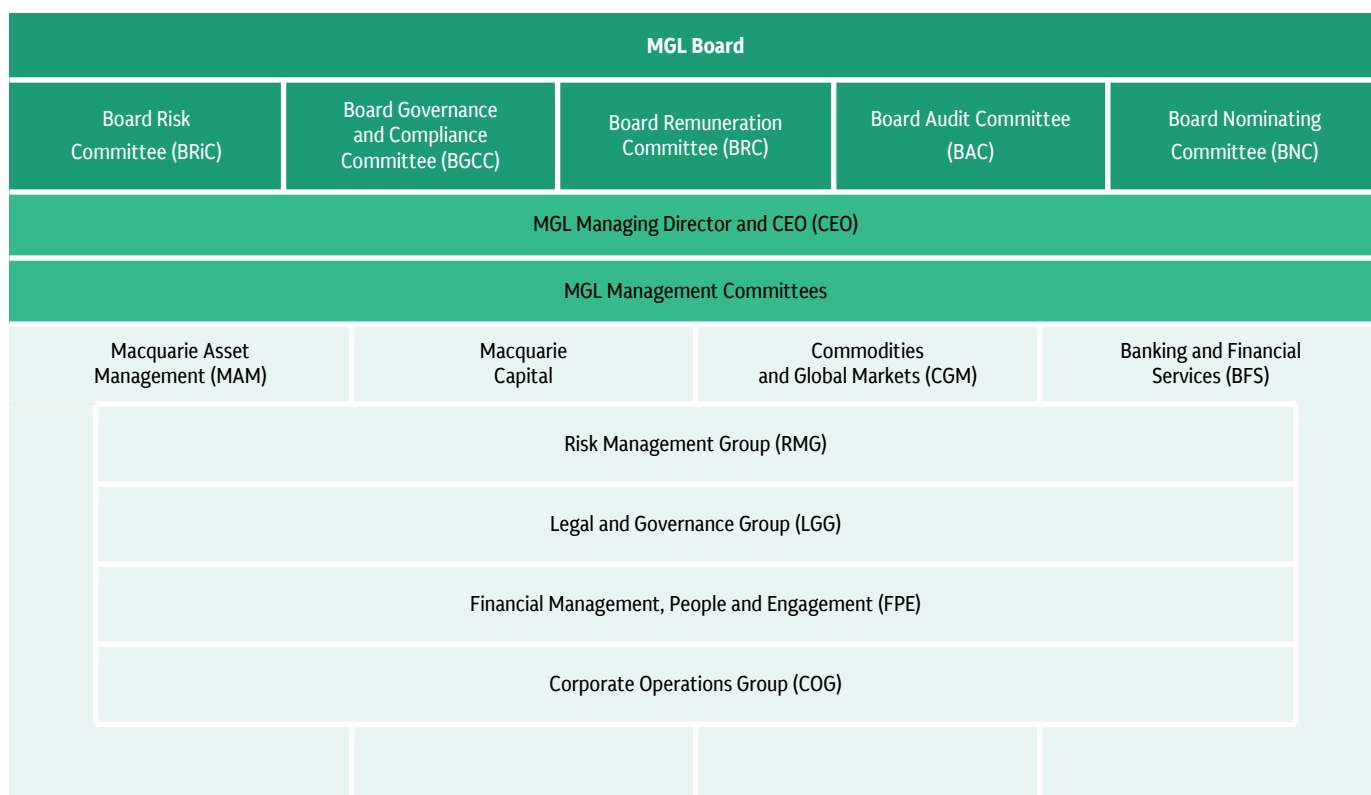 MGL Board
Board Risk
Committee (BRiC)
Board Governance
and Compliance
Committee (BGCC)
Board Remuneration
Committee (BRC)
Board Audit Committee
(BAC)
Board Nominating
Committee (BNC)
MGL Managing Director and CEO (CEO)
MGL Management Committees
Macquarie Asset
Management (MAM)
Macquarie
Capital
Commodities
and Global Markets (CGM)
Banking and Financial
Services (BFS)
Risk Management Group (RMG)
Legal and Governance Group (LGG)
Financial Management, People and Engagement (FPE)
Corporate Operations Group (COG)